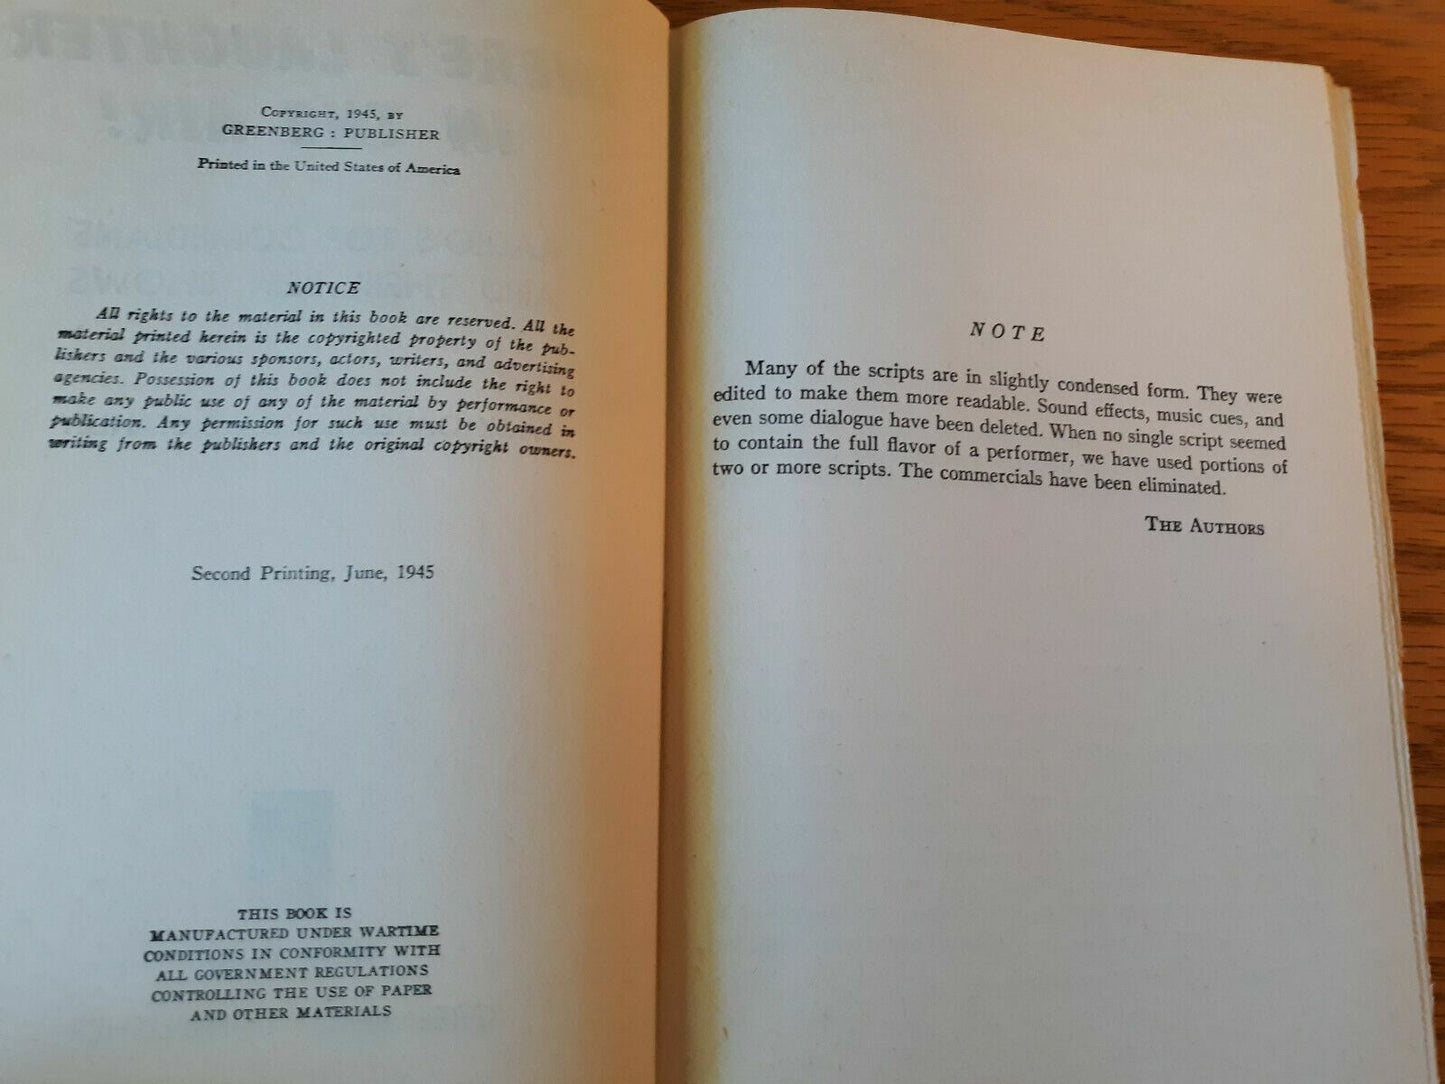 COPYRIGHT, 1945, BY
GREENBERG : PUBLISHER
Printed in the United States of America
NOTICE
All rights to the material in this book are reserved. All the
material printed herein is the copyrighted property of the pub-
lishers and the various sponsors, actors, writers, and advertising
agencies. Possession of this book does not include the right to
make any public use of any of the material by performance or
publication. Any permission for such use must be obtained in
writing from the publishers and the original copyright owners.
Second Printing, June, 1945
THIS BOOK IS
MANUFACTURED UNDER WARTIME
CONDITIONS IN CONFORMITY WITH
ALL GOVERNMENT REGULATIONS
CONTROLLING THE USE OF PAPER
AND OTHER MATERIALS
NOTE
Many of the scripts are in slightly condensed form. They were
edited to make them more readable. Sound effects, music cues, and
even some dialogue have been deleted. When no single script seemed
to contain the full flavor of a performer, we have used portions of
two or more scripts. The commercials have been eliminated.
THE AUTHORS